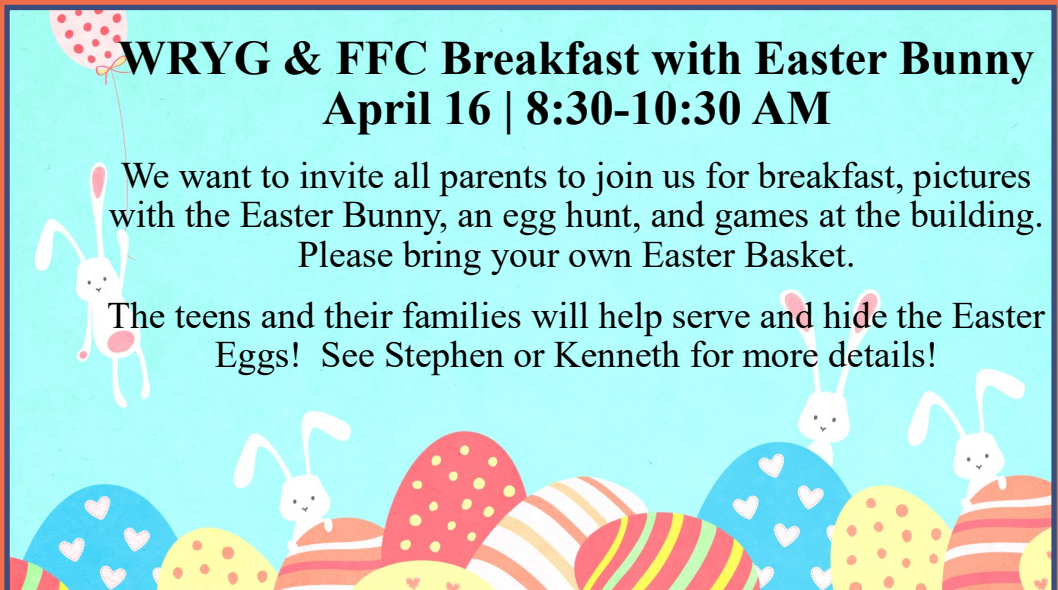 WRYG & FFC Breakfast with Easter Bunny
April 16 | 8:30-10:30 AM
We want to invite all parents to join us for breakfast, pictures
with the Easter Bunny, an egg hunt, and games at the building.
Please bring your own Easter Basket.
The teens and their families will help serve and hide the Easter
Eggs!  See Stephen or Kenneth for more details!